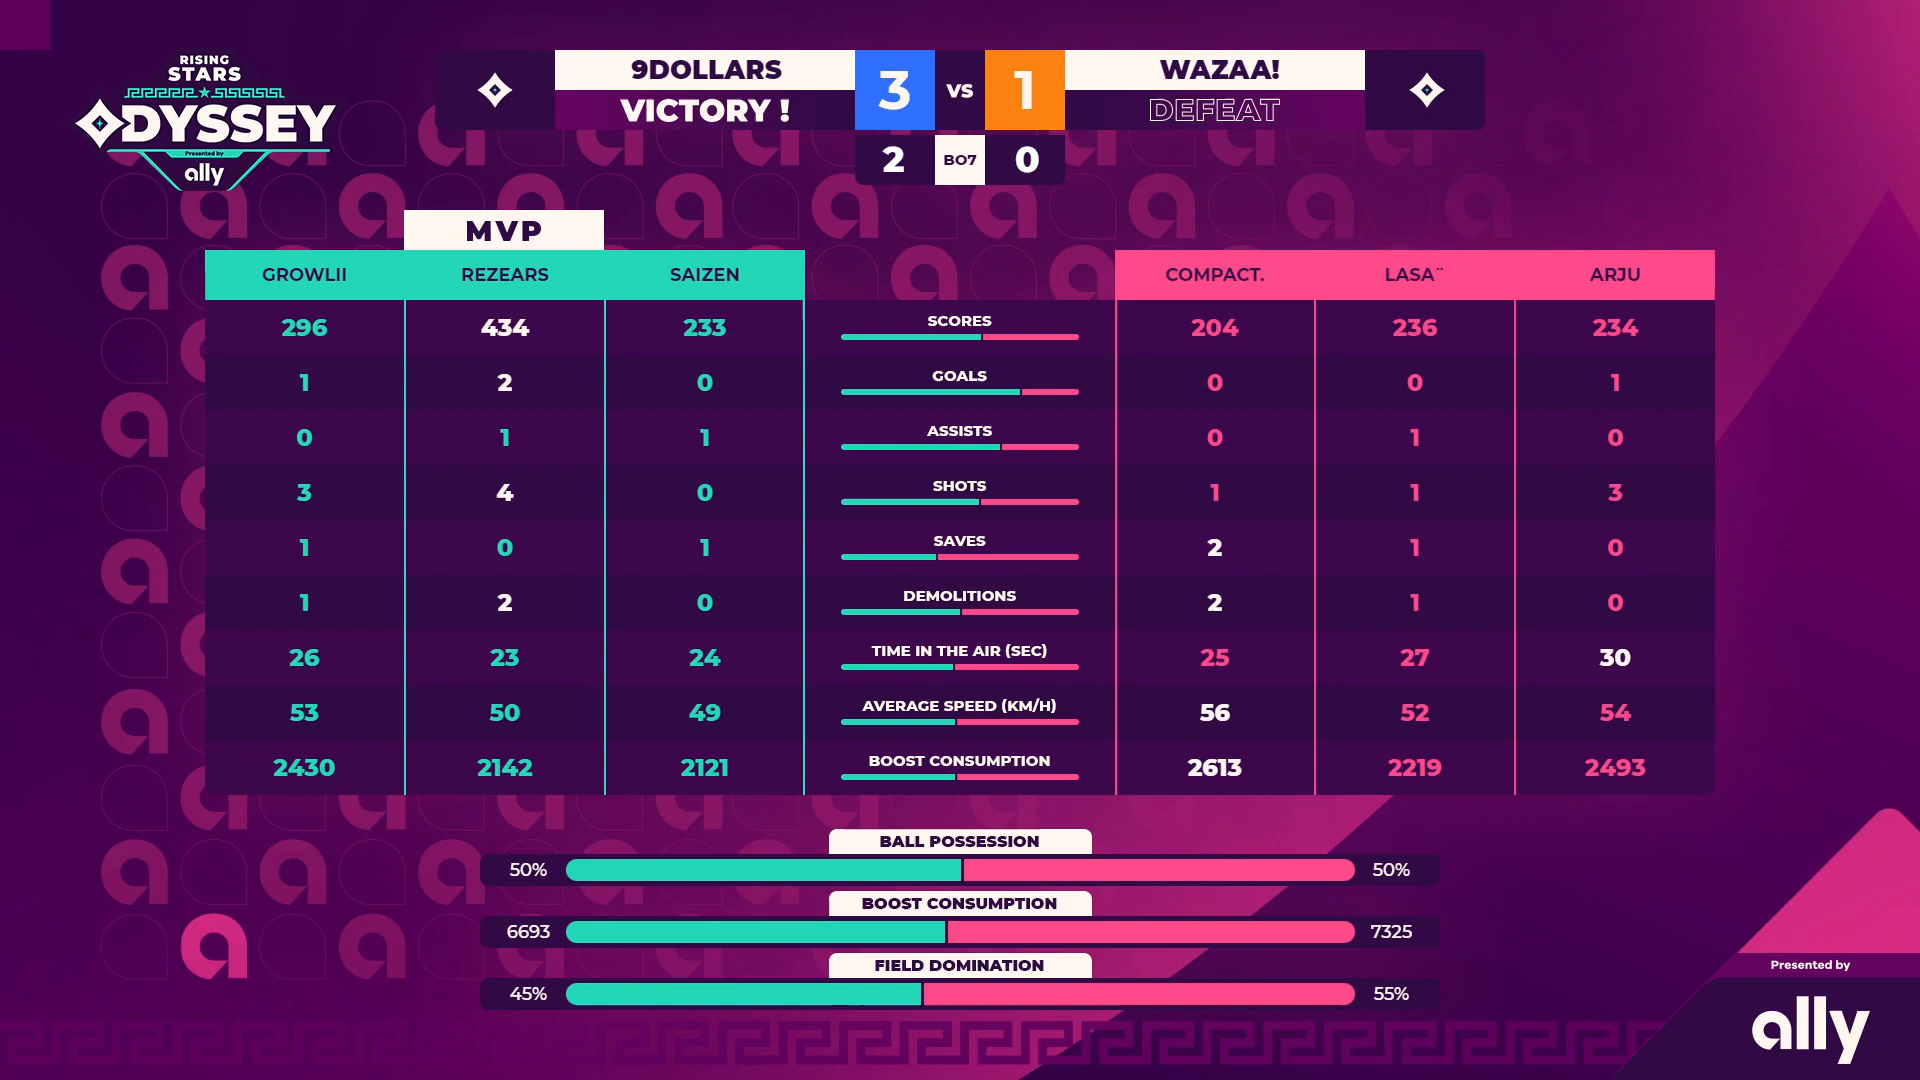 RISING
STARS
ODYSSEY
Presented by
ally
9DOLLARS
VICTORY !
3
VS
1
WAZAA!
DEFEAT
2
BO7
0
MVP
GROWLII REZEARS SAIZEN COMPACT. LASA¨ ARJU
296 434 233 SCORES 204 236 234
1 2 0 GOALS 0 0 1
0 1 1 ASSISTS 0 1 0
3 4 0 SHOTS 1 1 3
1 0 1 SAVES 2 1 0
1 2 0 DEMOLITIONS 2 1 0
26 23 24 TIME IN THE AIR (SEC) 25 27 30
53 50 49 AVERAGE SPEED (KM/H) 56 52 54
2430 2142 2121 BOOST CONSUMPTION 2613 2219 2493
BALL POSSESSION
50% 50%
BOOST CONSUMPTION
6693 7325
FIELD DOMINATION
45% 55%
Presented by
ally